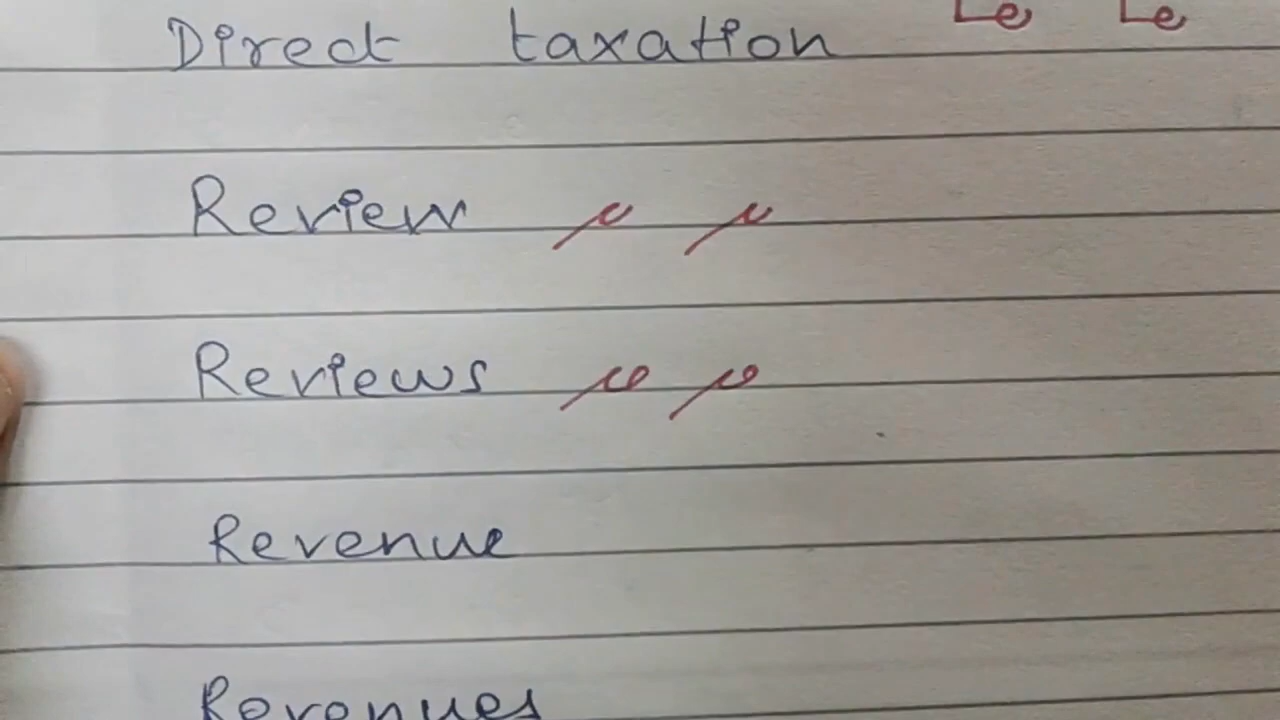 Direct taxation
Review
Reviews
Revenue
Revenues